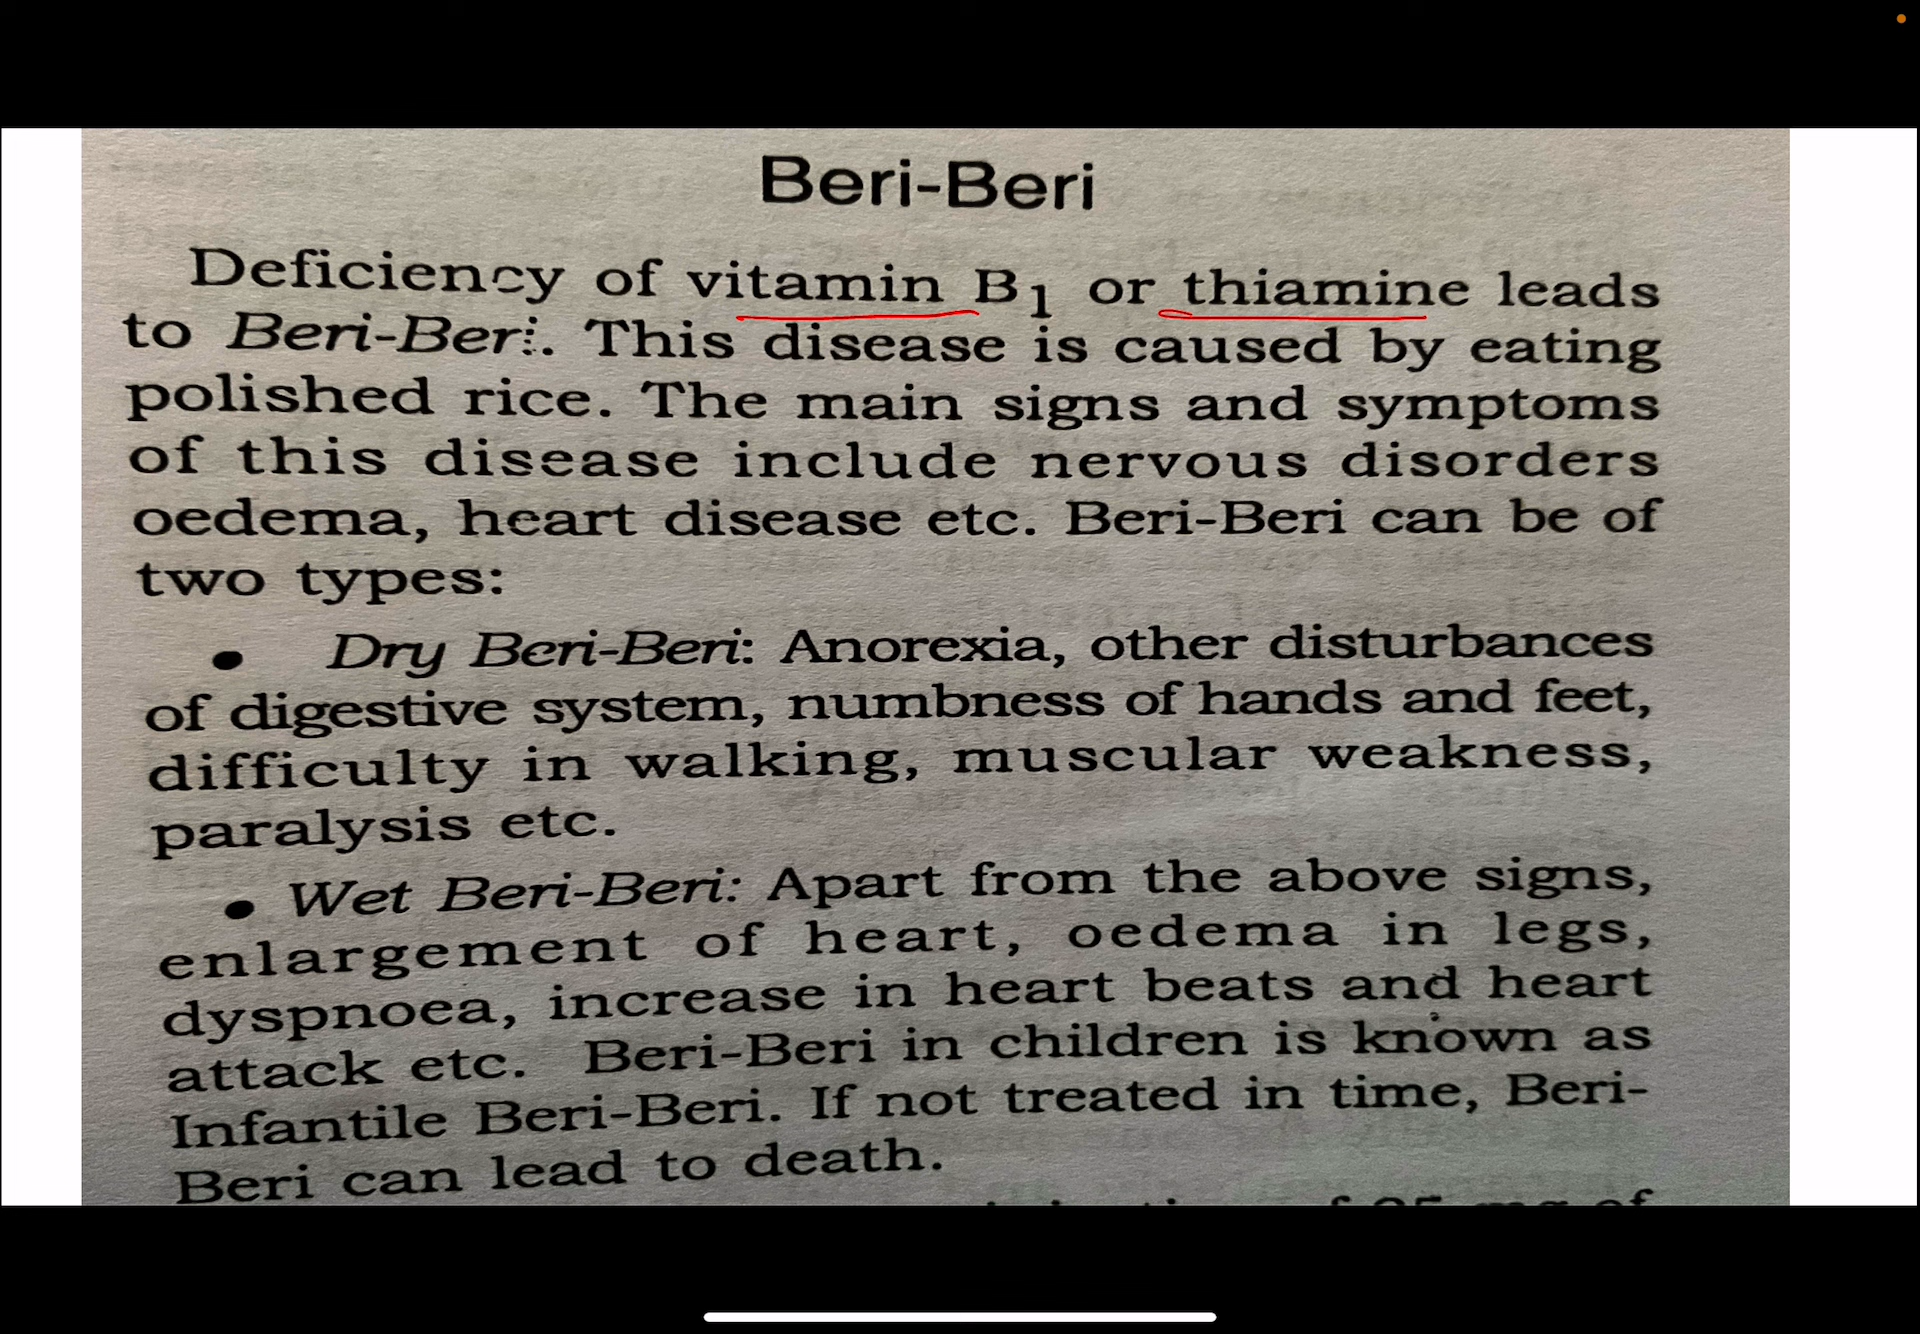 Beri-Beri
Deficiency of vitamin B1 or thiamine leads
to Beri-Beri. This disease is caused by eating
polished rice. The main signs and symptoms
of this disease include nervous disorders
oedema, heart disease etc. Beri-Beri can be of
two types:
• Dry Beri-Beri: Anorexia, other disturbances
of digestive system, numbness of hands and feet,
difficulty in walking, muscular weakness,
paralysis etc.
• Wet Beri-Beri: Apart from the above signs,
enlargement of heart, oedema in legs,
dyspnoea, increase in heart beats and heart
attack etc. Beri-Beri in children is known as
Infantile Beri-Beri. If not treated in time, Beri-
Beri can lead to death.